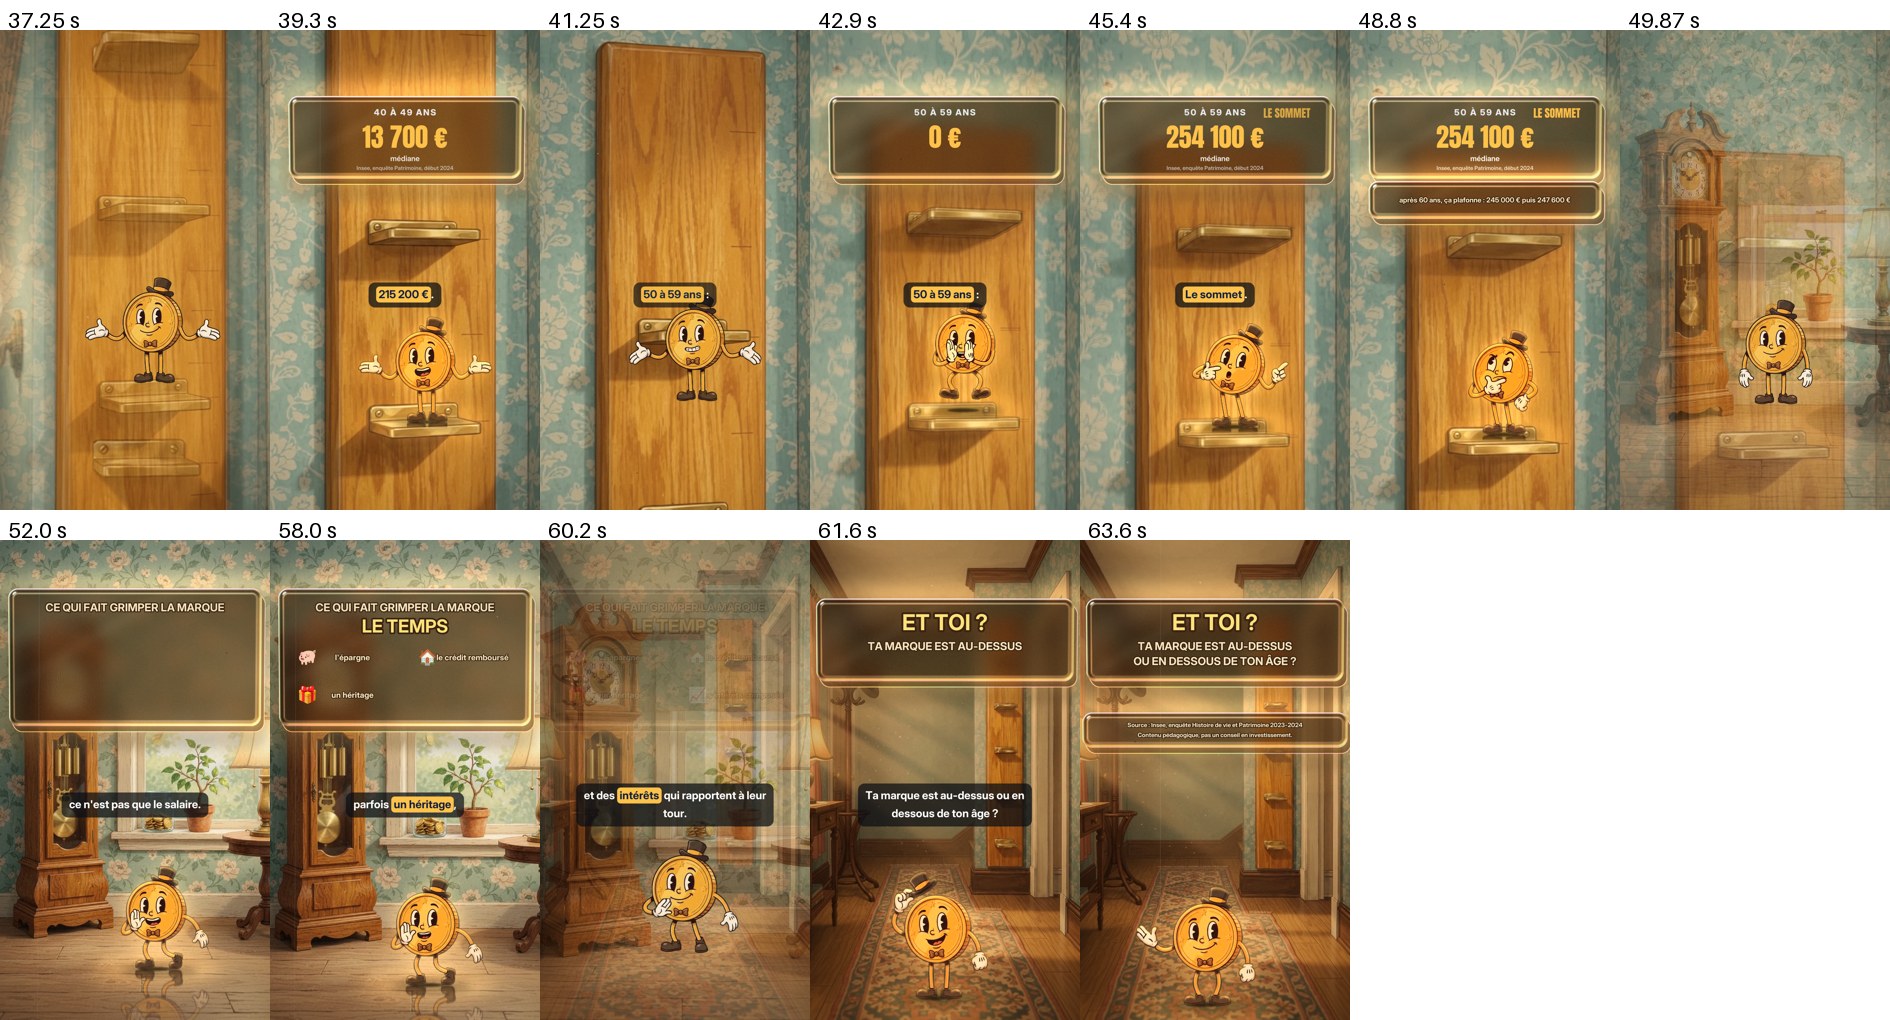 37.25 s
39.3 s
41.25 s
42.9 s
45.4 s
48.8 s
49.87 s
40 À 49 ANS
13 700 €
médiane
Insee, enquête Patrimoine, début 2024
215 200 €.
50 à 59 ans :
50 À 59 ANS
0 €
50 à 59 ans :
50 À 59 ANS
LE SOMMET
254 100 €
médiane
Insee, enquête Patrimoine, début 2024
Le sommet.
50 À 59 ANS
LE SOMMET
254 100 €
médiane
Insee, enquête Patrimoine, début 2024
après 60 ans, ça plafonne : 245 000 € puis 247 600 €
52.0 s
58.0 s
60.2 s
61.6 s
63.6 s
CE QUI FAIT GRIMPER LA MARQUE
ce n'est pas que le salaire.
CE QUI FAIT GRIMPER LA MARQUE
LE TEMPS
l'épargne
le crédit remboursé
un héritage
parfois un héritage.
CE QUI FAIT GRIMPER LA MARQUE
LE TEMPS
et des intérêts qui rapportent à leur
tour.
ET TOI ?
TA MARQUE EST AU-DESSUS
Ta marque est au-dessus ou en
dessous de ton âge ?
ET TOI ?
TA MARQUE EST AU-DESSUS
OU EN DESSOUS DE TON ÂGE ?
Source : Insee, enquête Histoire de vie et Patrimoine 2023-2024
Contenu pédagogique, pas un conseil en investissement.